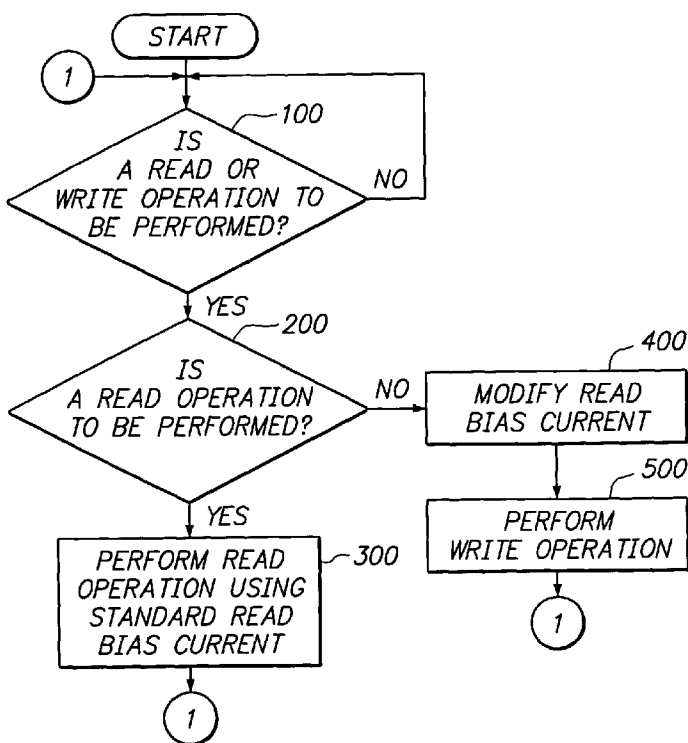 START
1
100
IS
A READ OR
WRITE OPERATION TO
BE PERFORMED?
NO
YES
200
IS
A READ OPERATION
TO BE PERFORMED?
NO
400
MODIFY READ
BIAS CURRENT
500
PERFORM
WRITE OPERATION
1
YES
300
PERFORM READ
OPERATION USING
STANDARD READ
BIAS CURRENT
1